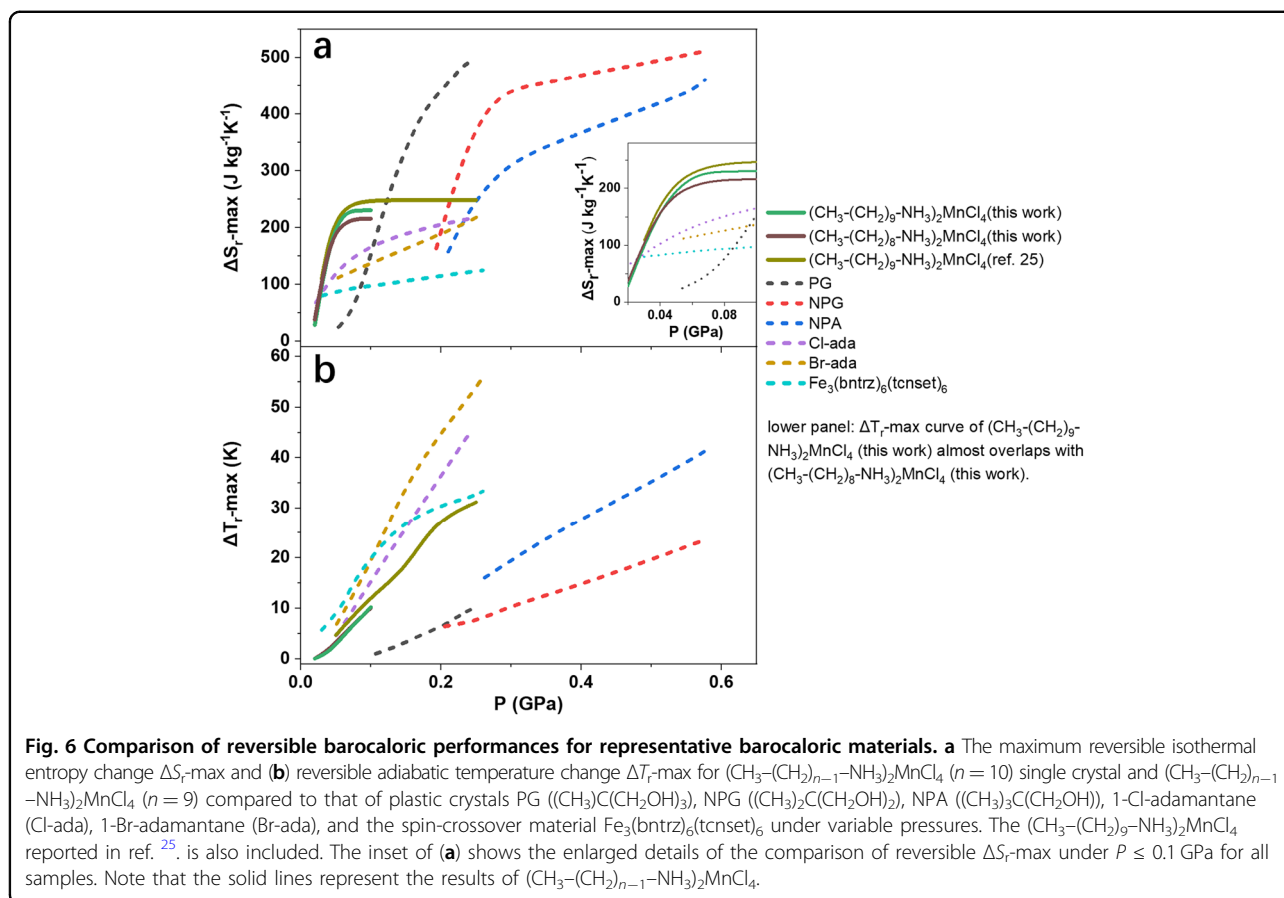 a
500
400
300
200
100
0
ΔSr-max (J kg-1K-1)
200
100
0
ΔSr-max (J kg-1K-1)
0.04 0.08
P (GPa)
(CH3-(CH2)9-NH3)2MnCl4(this work)
(CH3-(CH2)8-NH3)2MnCl4(this work)
(CH3-(CH2)9-NH3)2MnCl4(ref. 25)
PG
NPG
NPA
Cl-ada
Br-ada
Fe3(bntrz)6(tcnset)6
lower panel: ΔTr-max curve of (CH3-(CH2)9-
NH3)2MnCl4 (this work) almost overlaps with
(CH3-(CH2)8-NH3)2MnCl4 (this work).
b
60
50
40
30
20
10
0
ΔTr-max (K)
0.0 0.2 0.4 0.6
P (GPa)
Fig. 6 Comparison of reversible barocaloric performances for representative barocaloric materials. a The maximum reversible isothermal
entropy change ΔSr-max and (b) reversible adiabatic temperature change ΔTr-max for (CH3–(CH2)n−1–NH3)2MnCl4 (n = 10) single crystal and (CH3–(CH2)n−1
–NH3)2MnCl4 (n = 9) compared to that of plastic crystals PG ((CH3)C(CH2OH)3), NPG ((CH3)2C(CH2OH)2), NPA ((CH3)3C(CH2OH)), 1-Cl-adamantane
(Cl-ada), 1-Br-adamantane (Br-ada), and the spin-crossover material Fe3(bntrz)6(tcnset)6 under variable pressures. The (CH3–(CH2)9–NH3)2MnCl4
reported in ref. 25. is also included. The inset of (a) shows the enlarged details of the comparison of reversible ΔSr-max under P ≤ 0.1 GPa for all
samples. Note that the solid lines represent the results of (CH3–(CH2)n−1–NH3)2MnCl4.